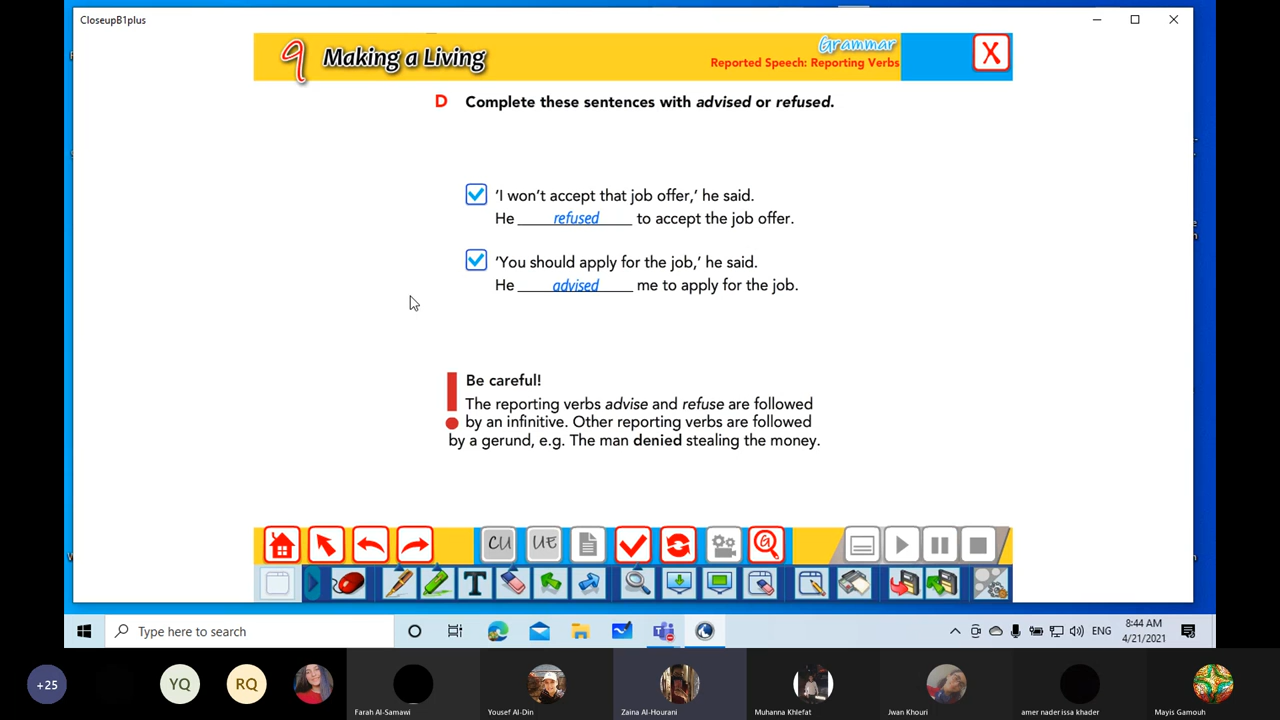 CloseupB1plus
9 Making a Living
Grammar
Reported Speech: Reporting Verbs
X
D Complete these sentences with advised or refused.
‘I won’t accept that job offer,’ he said.
He refused to accept the job offer.
‘You should apply for the job,’ he said.
He advised me to apply for the job.
Be careful!
The reporting verbs advise and refuse are followed
by an infinitive. Other reporting verbs are followed
by a gerund, e.g. The man denied stealing the money.
CU UE G
T
Type here to search
ENG
8:44 AM
4/21/2021
+25
YQ
RQ
Farah Al-Samawi
Yousef Al-Din
Zaina Al-Hourani
Muhanna Khlefat
Jwan Khouri
amer nader issa khader
Mayis Gamouh